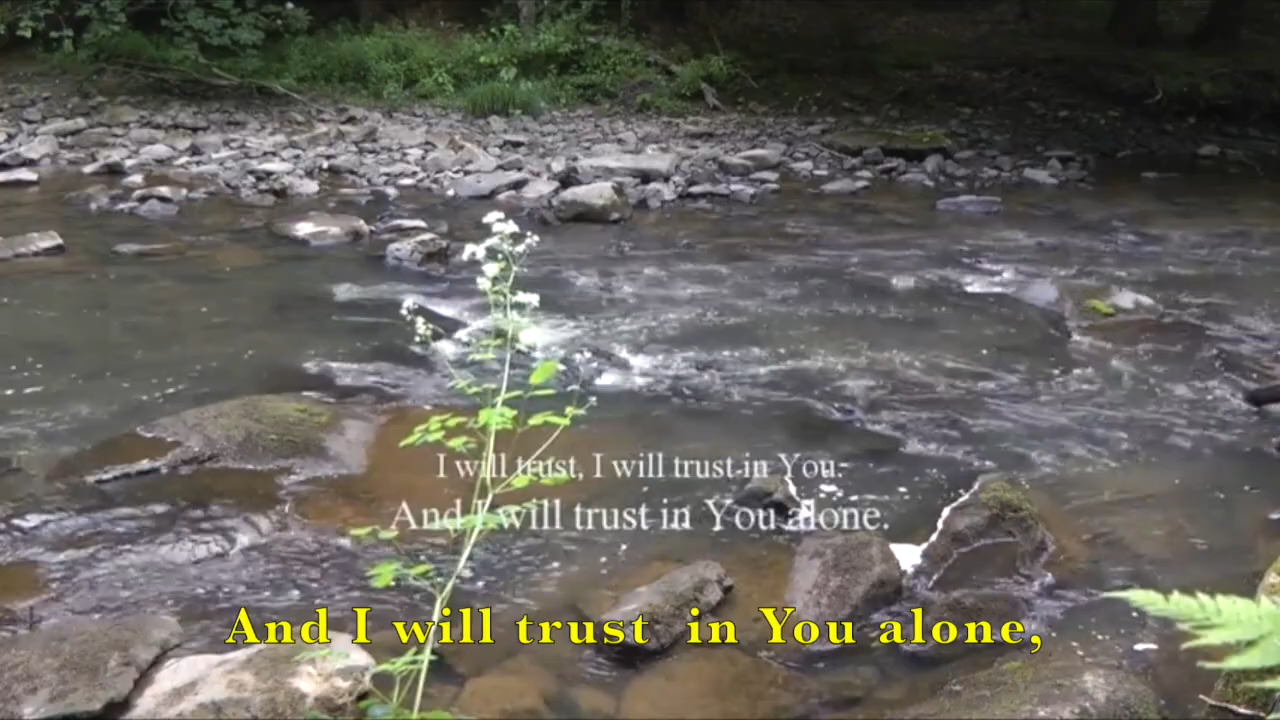 I will trust, I will trust in You.
And I will trust in You alone.
And I will trust in You alone,